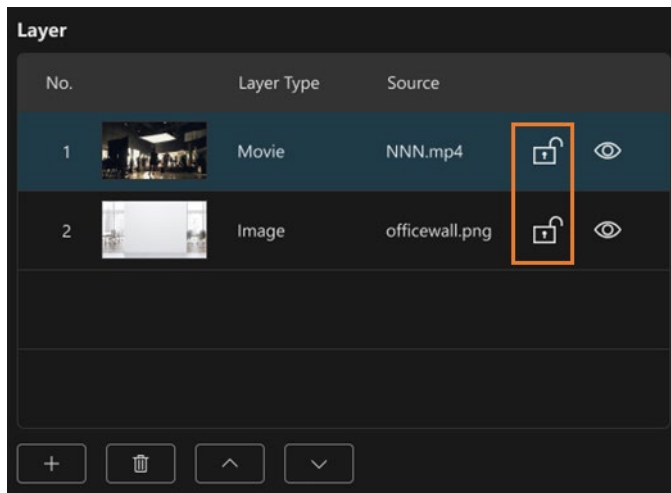 Layer
No. Layer Type Source
1 Movie NNN.mp4
2 Image officewall.png